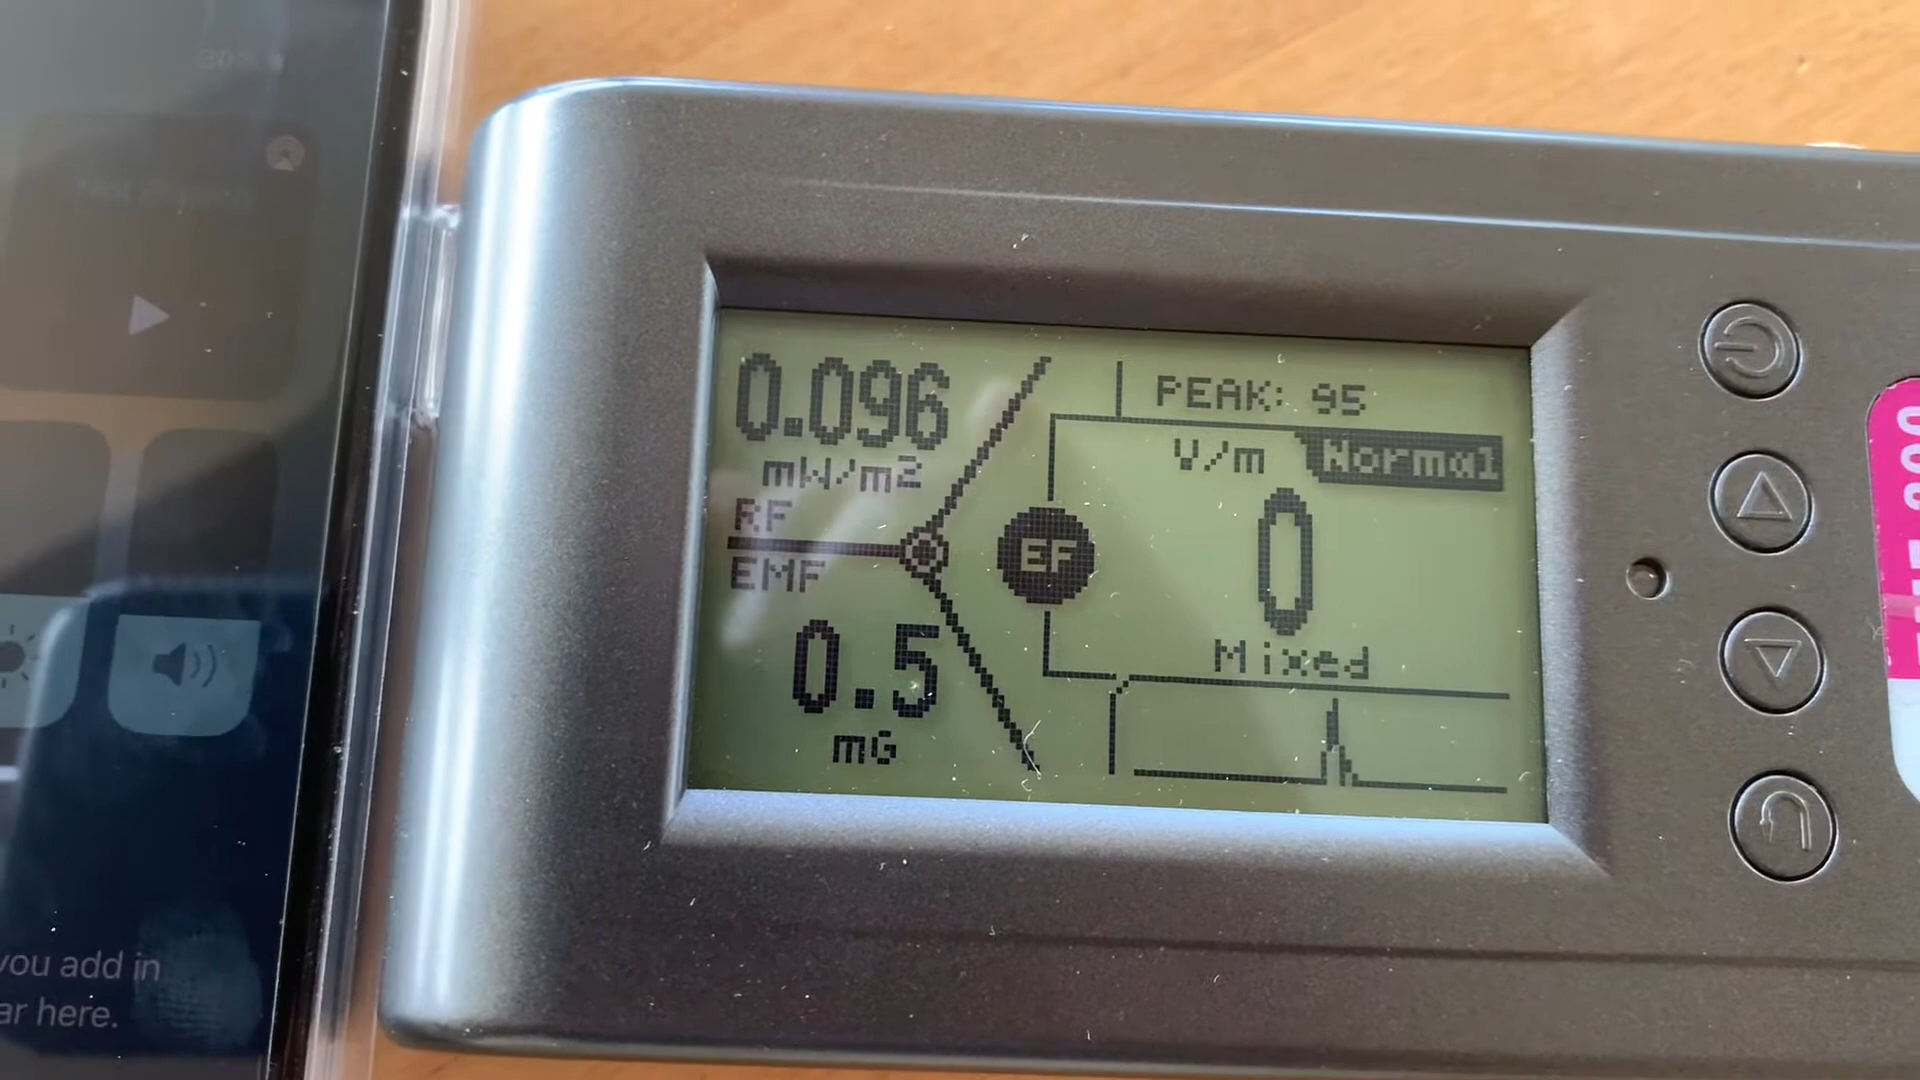 0.096
mW/m2
RF
EMF
0.5
mG
PEAK: 95
V/m
Normal
EF
0
Mixed
you add in
ar here.